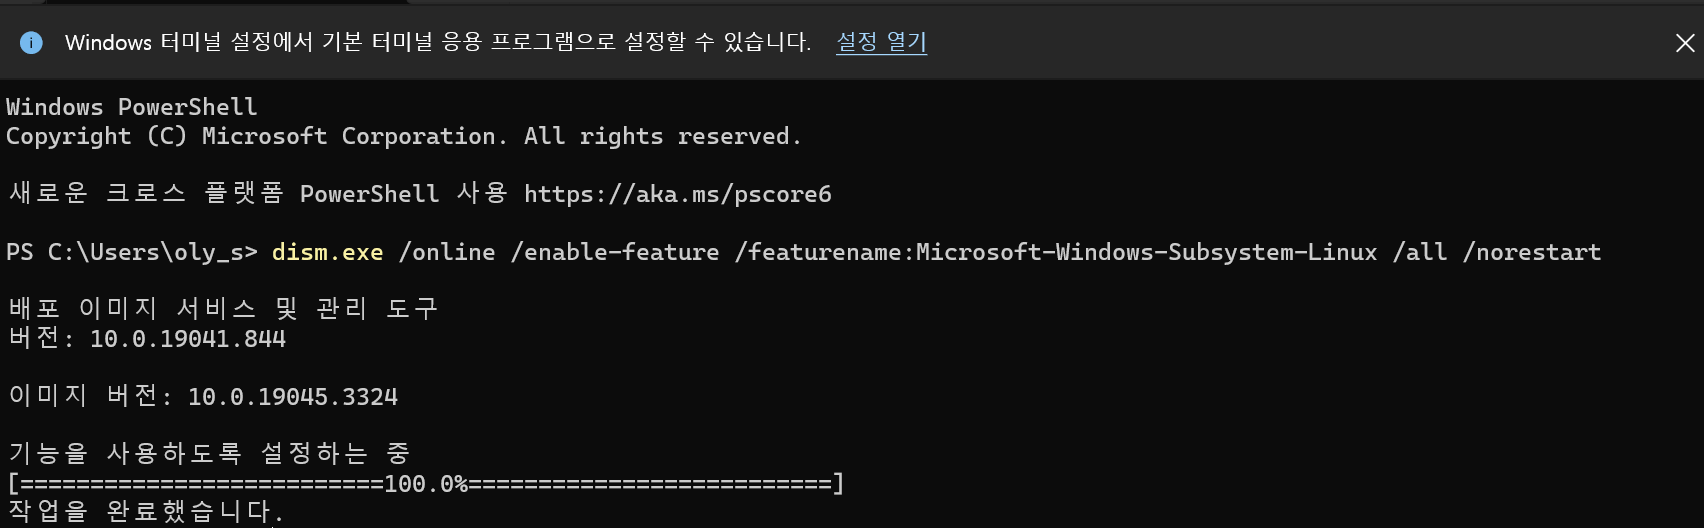 Windows 터미널 설정에서 기본 터미널 응용 프로그램으로 설정할 수 있습니다. 설정 열기
Windows PowerShell
Copyright (C) Microsoft Corporation. All rights reserved.
새로운 크로스 플랫폼 PowerShell 사용 https://aka.ms/pscore6
PS C:\Users\oly_s> dism.exe /online /enable-feature /featurename:Microsoft-Windows-Subsystem-Linux /all /norestart
배포 이미지 서비스 및 관리 도구
버전: 10.0.19041.844
이미지 버전: 10.0.19045.3324
기능을 사용하도록 설정하는 중
[==========================100.0%==========================]
작업을 완료했습니다.